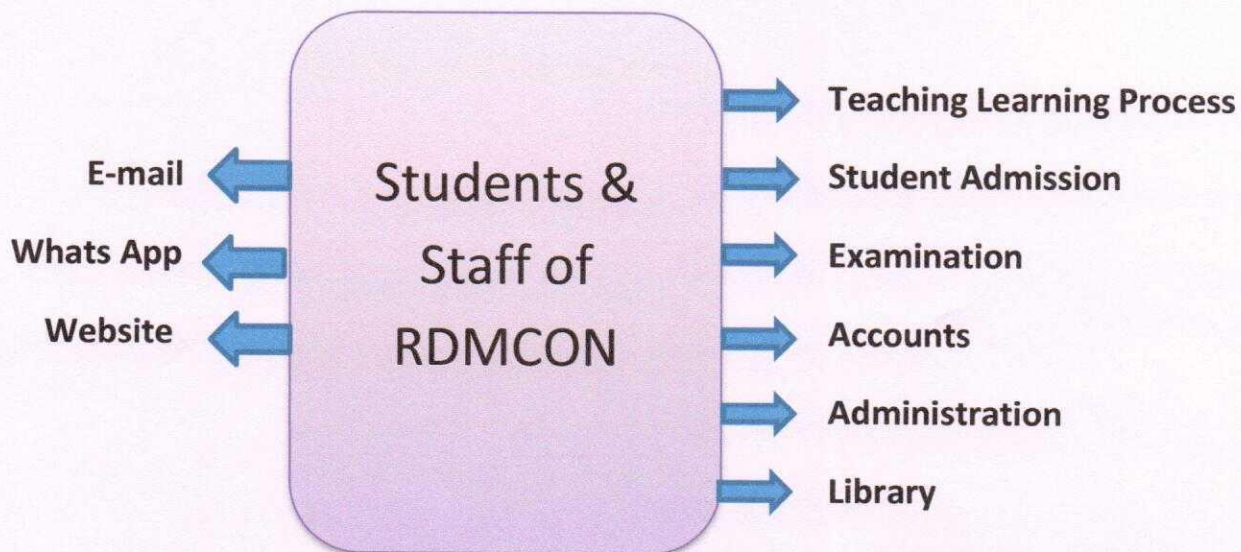 E-mail
Whats App
Website
Students &
Staff of
RDMCON
Teaching Learning Process
Student Admission
Examination
Accounts
Administration
Library